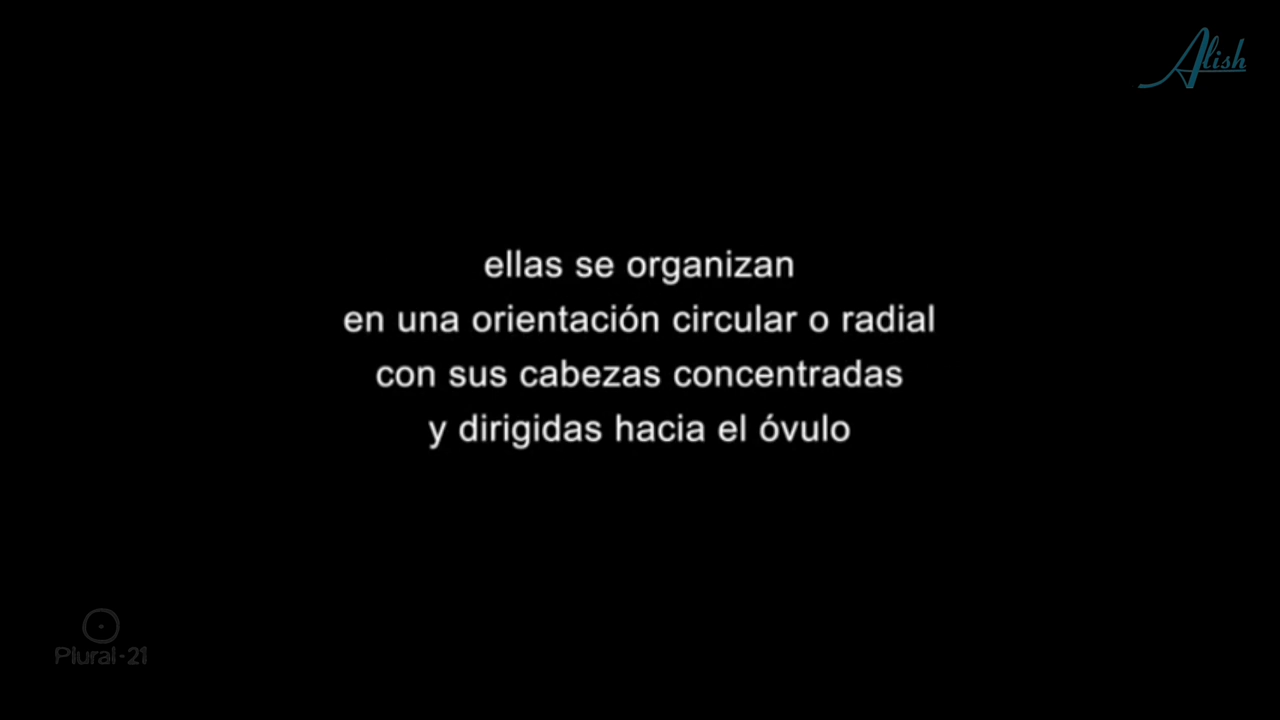 Alish
ellas se organizan
en una orientación circular o radial
con sus cabezas concentradas
y dirigidas hacia el óvulo
Plural-21